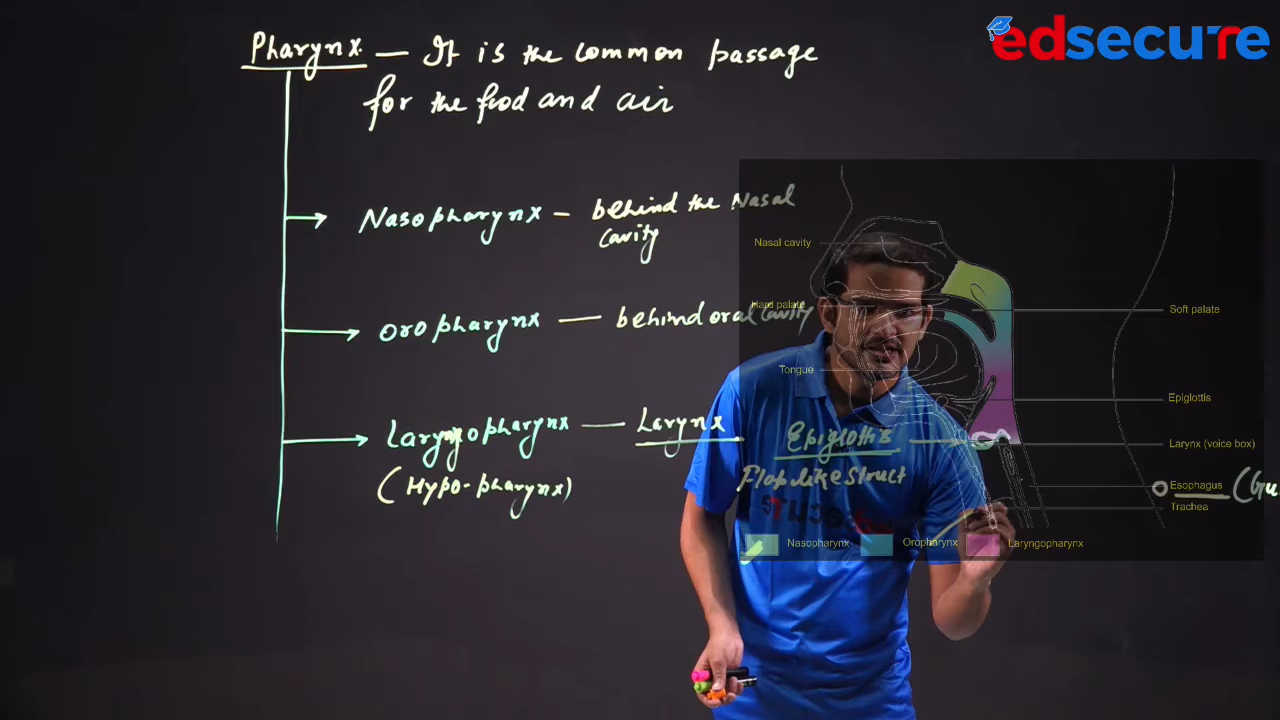 edsecure
Pharynx — It is the common passage
for the food and air
Nasopharynx — behind the Nasal
cavity
Nasal cavity
Hard palate
Soft palate
oropharynx — behind oral cavity
Tongue
Epiglottis
Laryngopharynx — Larynx
Epiglottis
Larynx (voice box)
(Hypo-pharynx)
Flap like Struct
Esophagus (Gu
Trachea
Nasopharynx
Oropharynx
Laryngopharynx